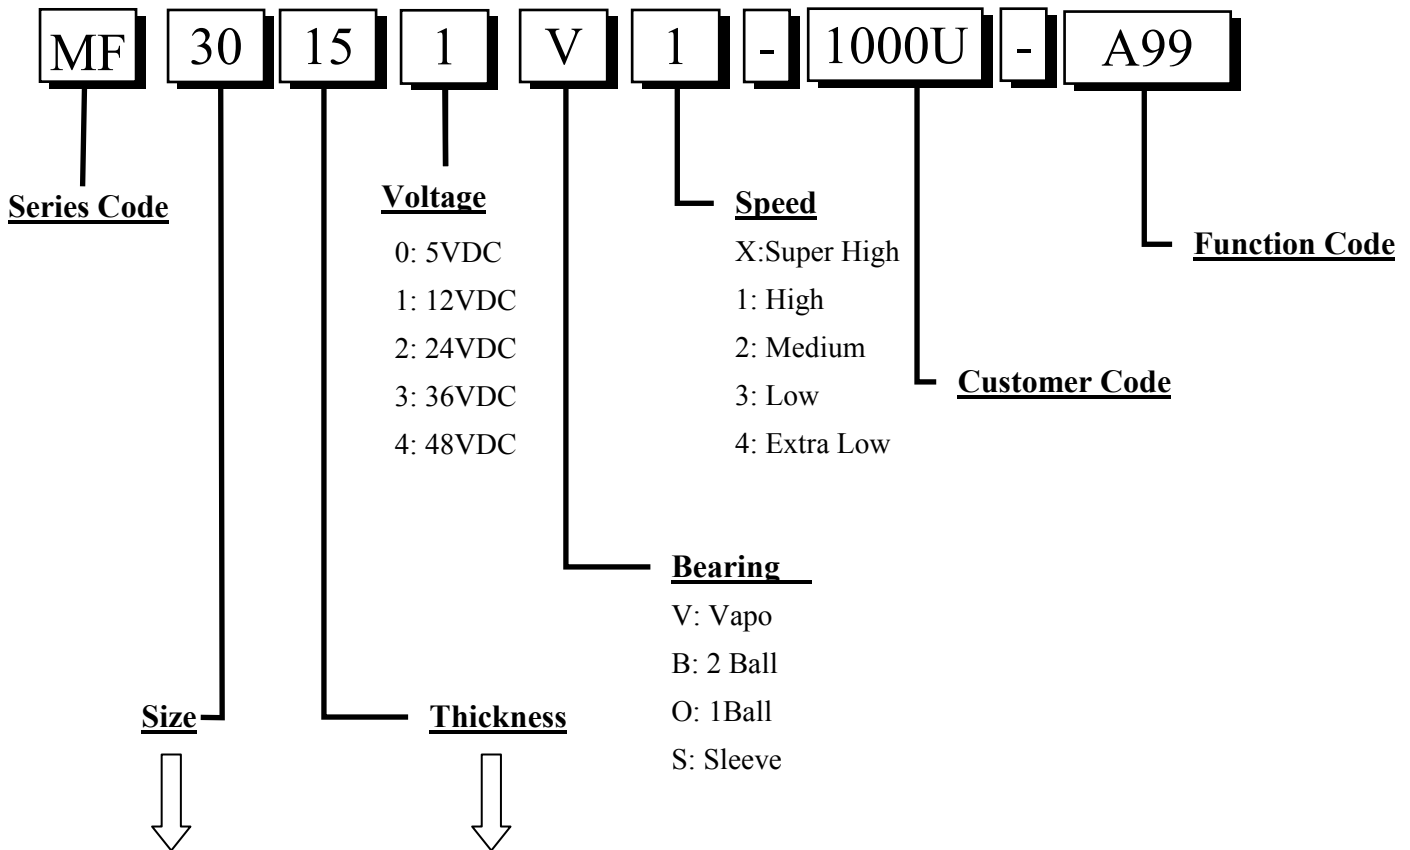 MF 30 15 1 V 1 - 1000U - A99
Series Code
Voltage
0: 5VDC
1: 12VDC
2: 24VDC
3: 36VDC
4: 48VDC
Speed
X:Super High
1: High
2: Medium
3: Low
4: Extra Low
Function Code
Customer Code
Bearing
V: Vapo
B: 2 Ball
O: 1Ball
S: Sleeve
Size
Thickness